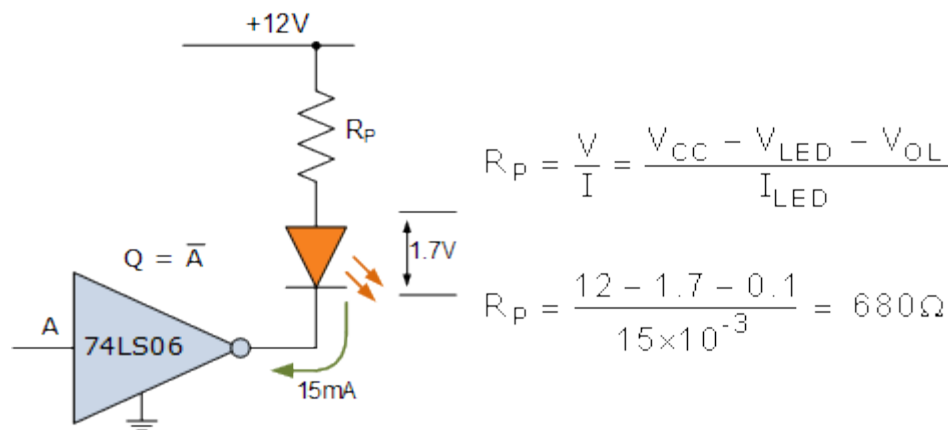 +12V
R_P
1.7V
Q = A̅
A
74LS06
15mA
R_P = V/I = (V_CC − V_LED − V_OL)/I_LED
R_P = (12 − 1.7 − 0.1)/(15×10^-3) = 680Ω